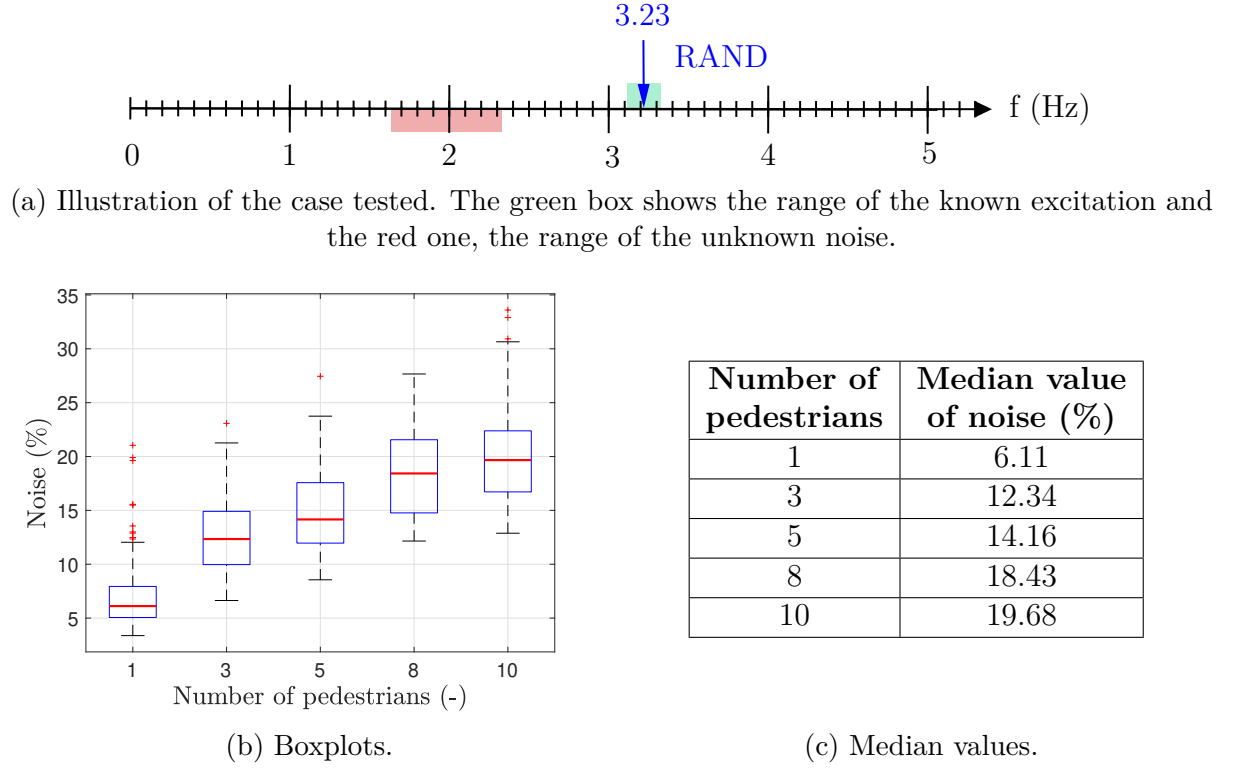 3.23
RAND
f (Hz)
0 1 2 3 4 5
(a) Illustration of the case tested. The green box shows the range of the known excitation and
the red one, the range of the unknown noise.
35
30
25
20
15
10
5
Noise (%)
1 3 5 8 10
Number of pedestrians (-)
(b) Boxplots.
Number of pedestrians Median value of noise (%)
1 6.11
3 12.34
5 14.16
8 18.43
10 19.68
(c) Median values.